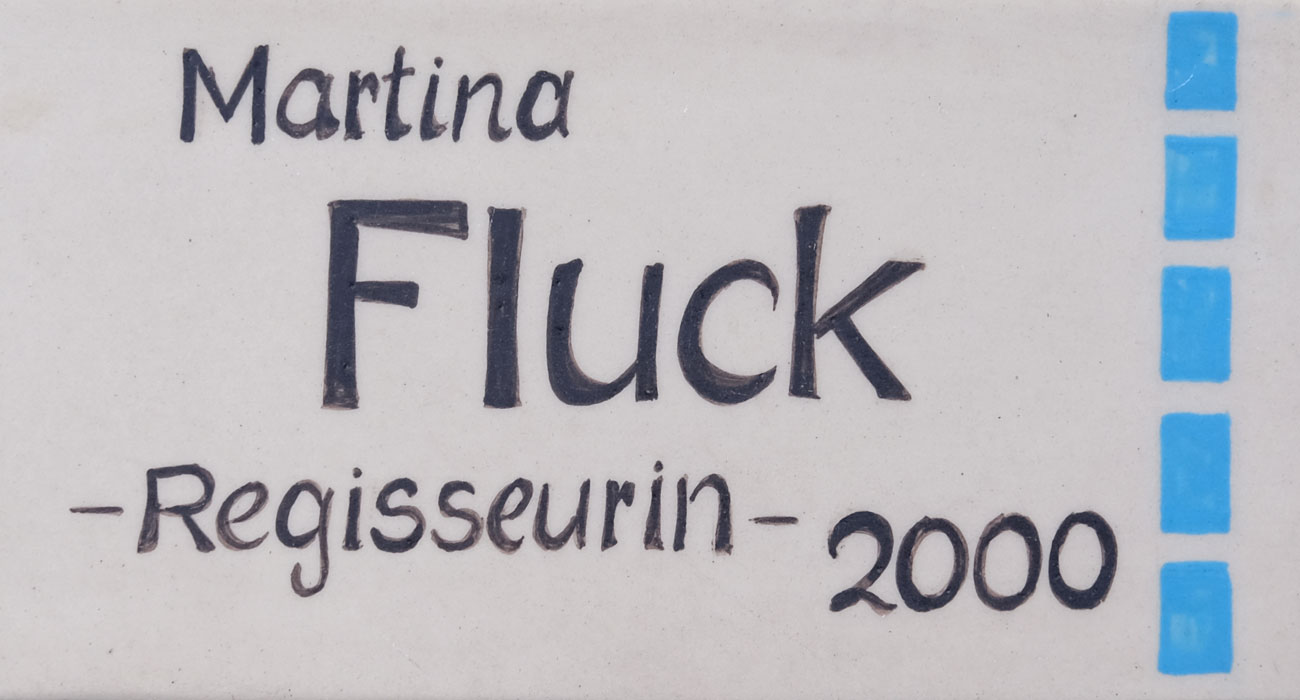 Martina
Fluck
-Regisseurin-
2000